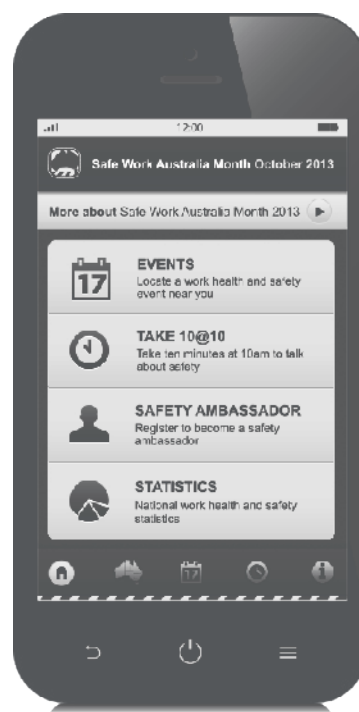 12:00
Safe Work Australia Month October 2013
More about Safe Work Australia Month 2013
EVENTS
17
Locate a work health and safety
event near you
TAKE 10@10
Take ten minutes at 10am to talk
about safety
SAFETY AMBASSADOR
Register to become a safety
ambassador
STATISTICS
National work health and safety
statistics
17